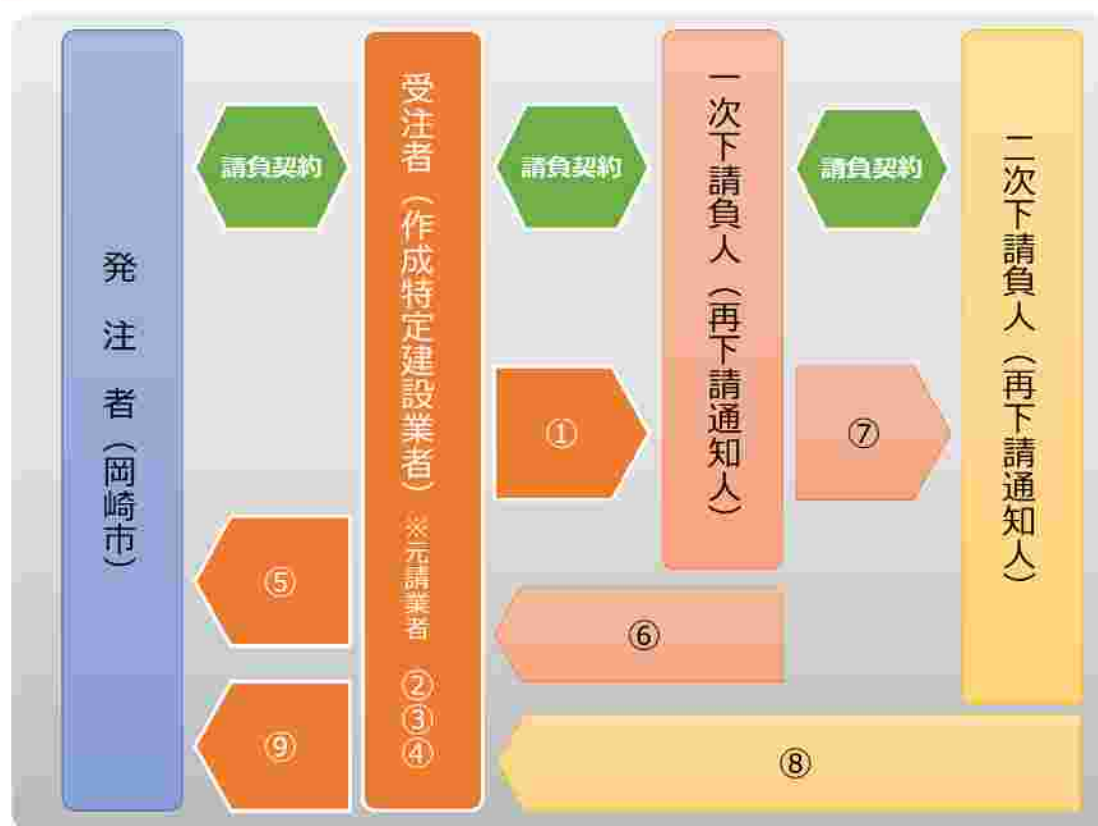 発注者(岡崎市)
請負契約
受注者(作成特定建設業者)※元請業者 ②③④
請負契約
一次下請負人(再下請通知人)
請負契約
二次下請負人(再下請通知人)
①
⑦
⑤
⑥
⑨
⑧